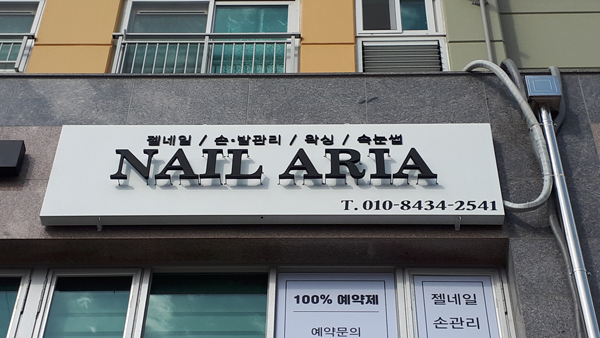 젤네일 / 손·발관리 / 왁싱 / 속눈썹
NAIL ARIA
T. 010-8434-2541
100% 예약제
예약문의
젤네일
손관리